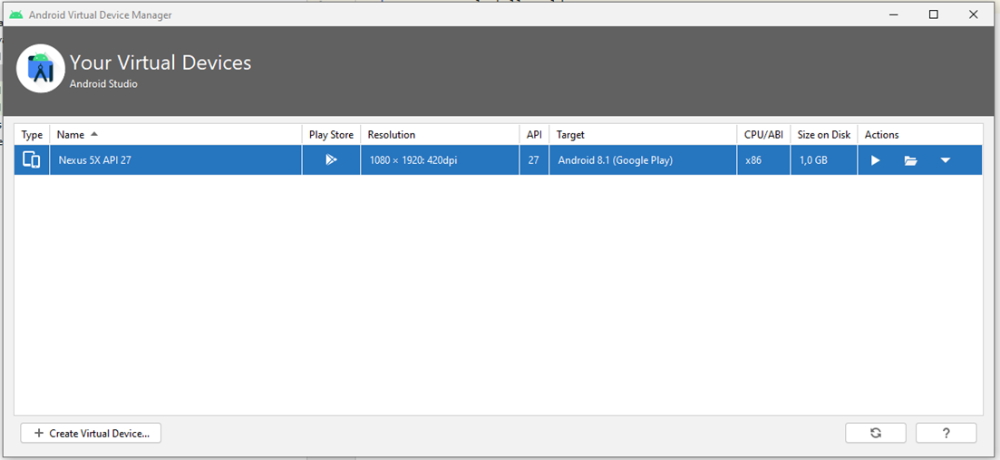 Android Virtual Device Manager
Your Virtual Devices
Android Studio
Type Name Play Store Resolution API Target CPU/ABI Size on Disk Actions
Nexus 5X API 27 1080 × 1920: 420dpi 27 Android 8.1 (Google Play) x86 1,0 GB
+ Create Virtual Device...
?